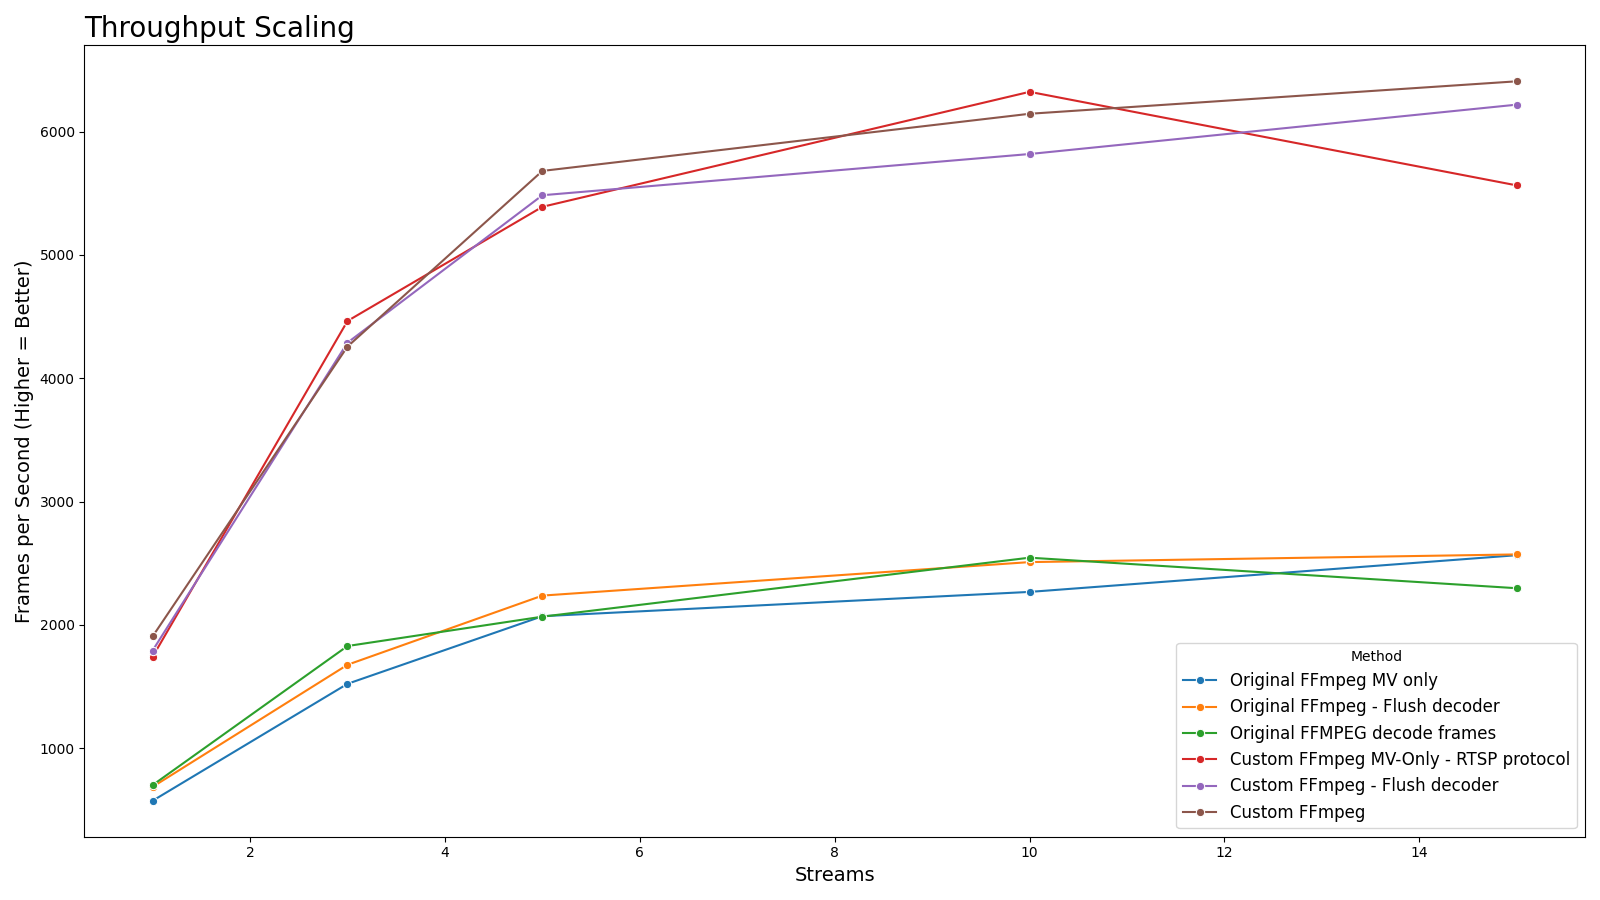 Throughput Scaling
Frames per Second (Higher = Better)
6000
5000
4000
3000
2000
1000
2
4
6
8
10
12
14
Streams
Method
Original FFmpeg MV only
Original FFmpeg - Flush decoder
Original FFMPEG decode frames
Custom FFmpeg MV-Only - RTSP protocol
Custom FFmpeg - Flush decoder
Custom FFmpeg